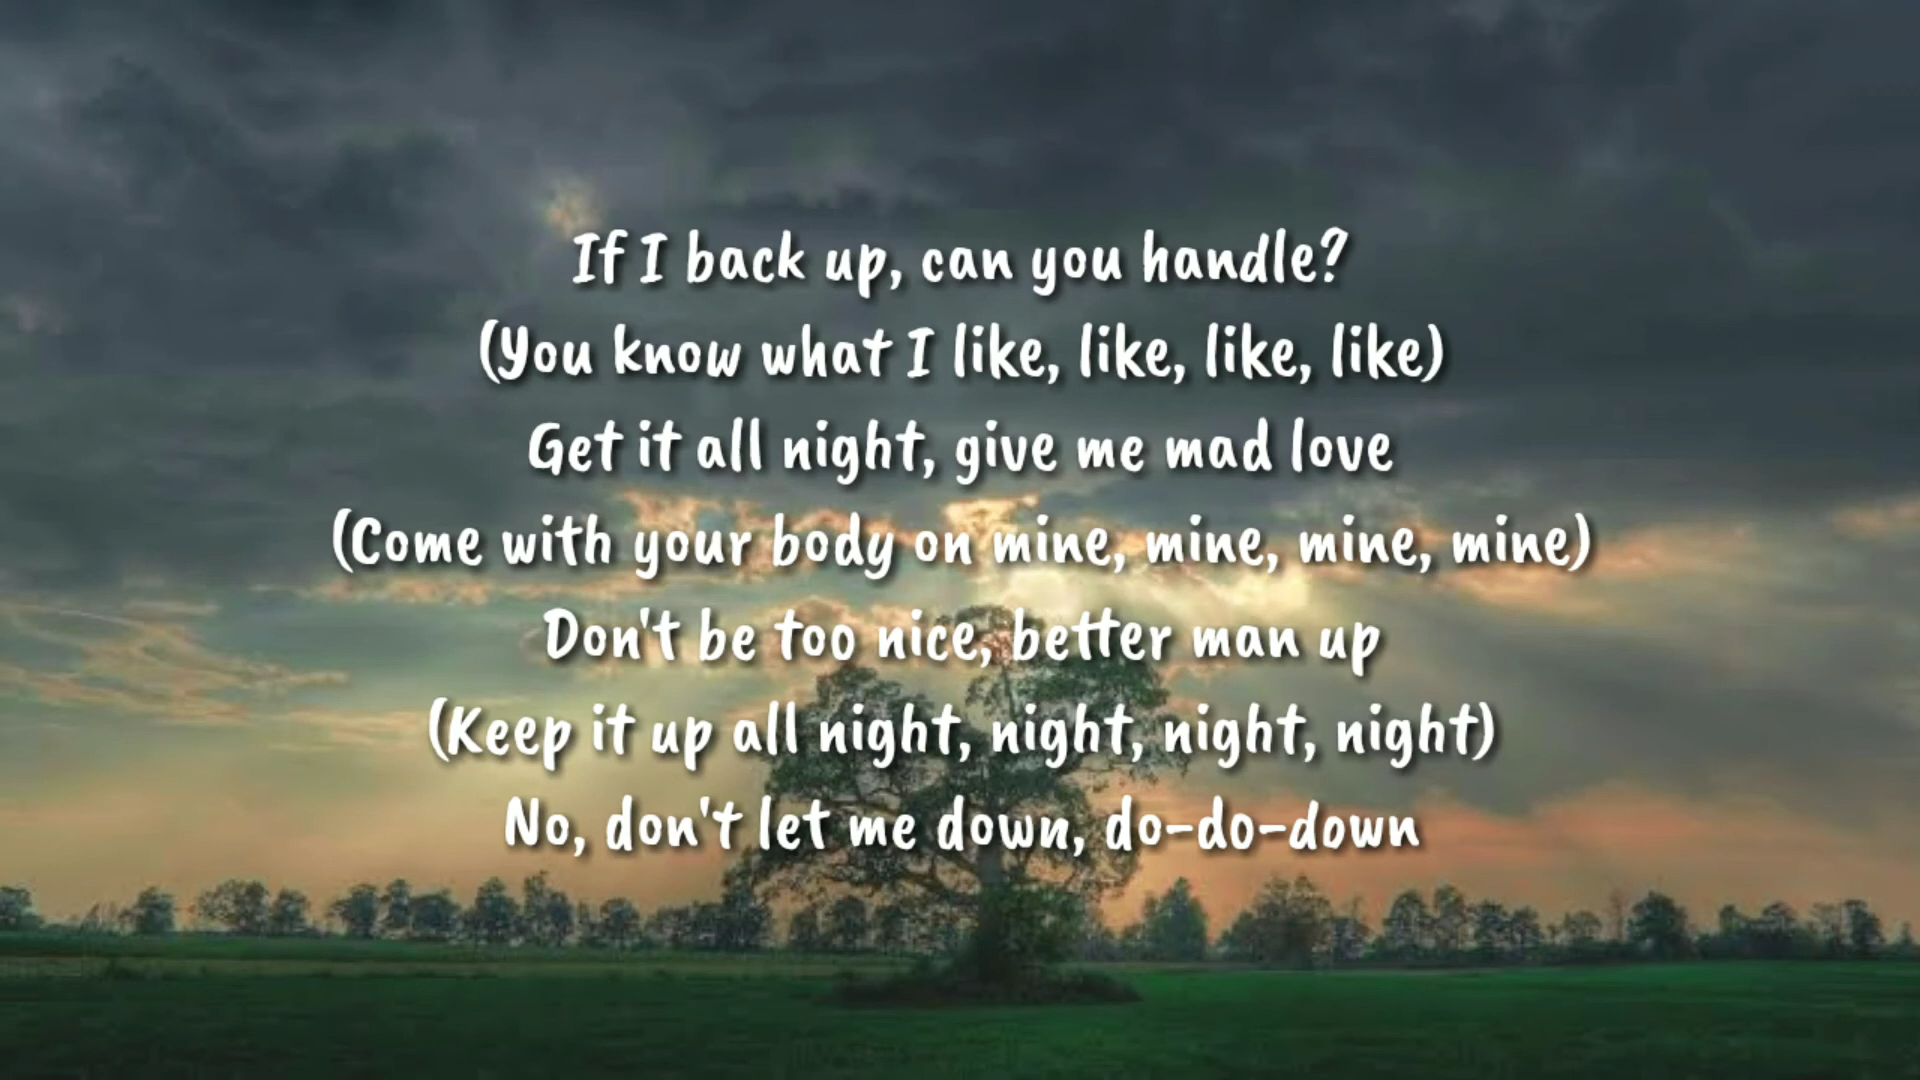 If I back up, can you handle?
(You know what I like, like, like, like)
Get it all night, give me mad love
(Come with your body on mine, mine, mine, mine)
Don't be too nice, better man up
(Keep it up all night, night, night, night)
No, don't let me down, do-do-down